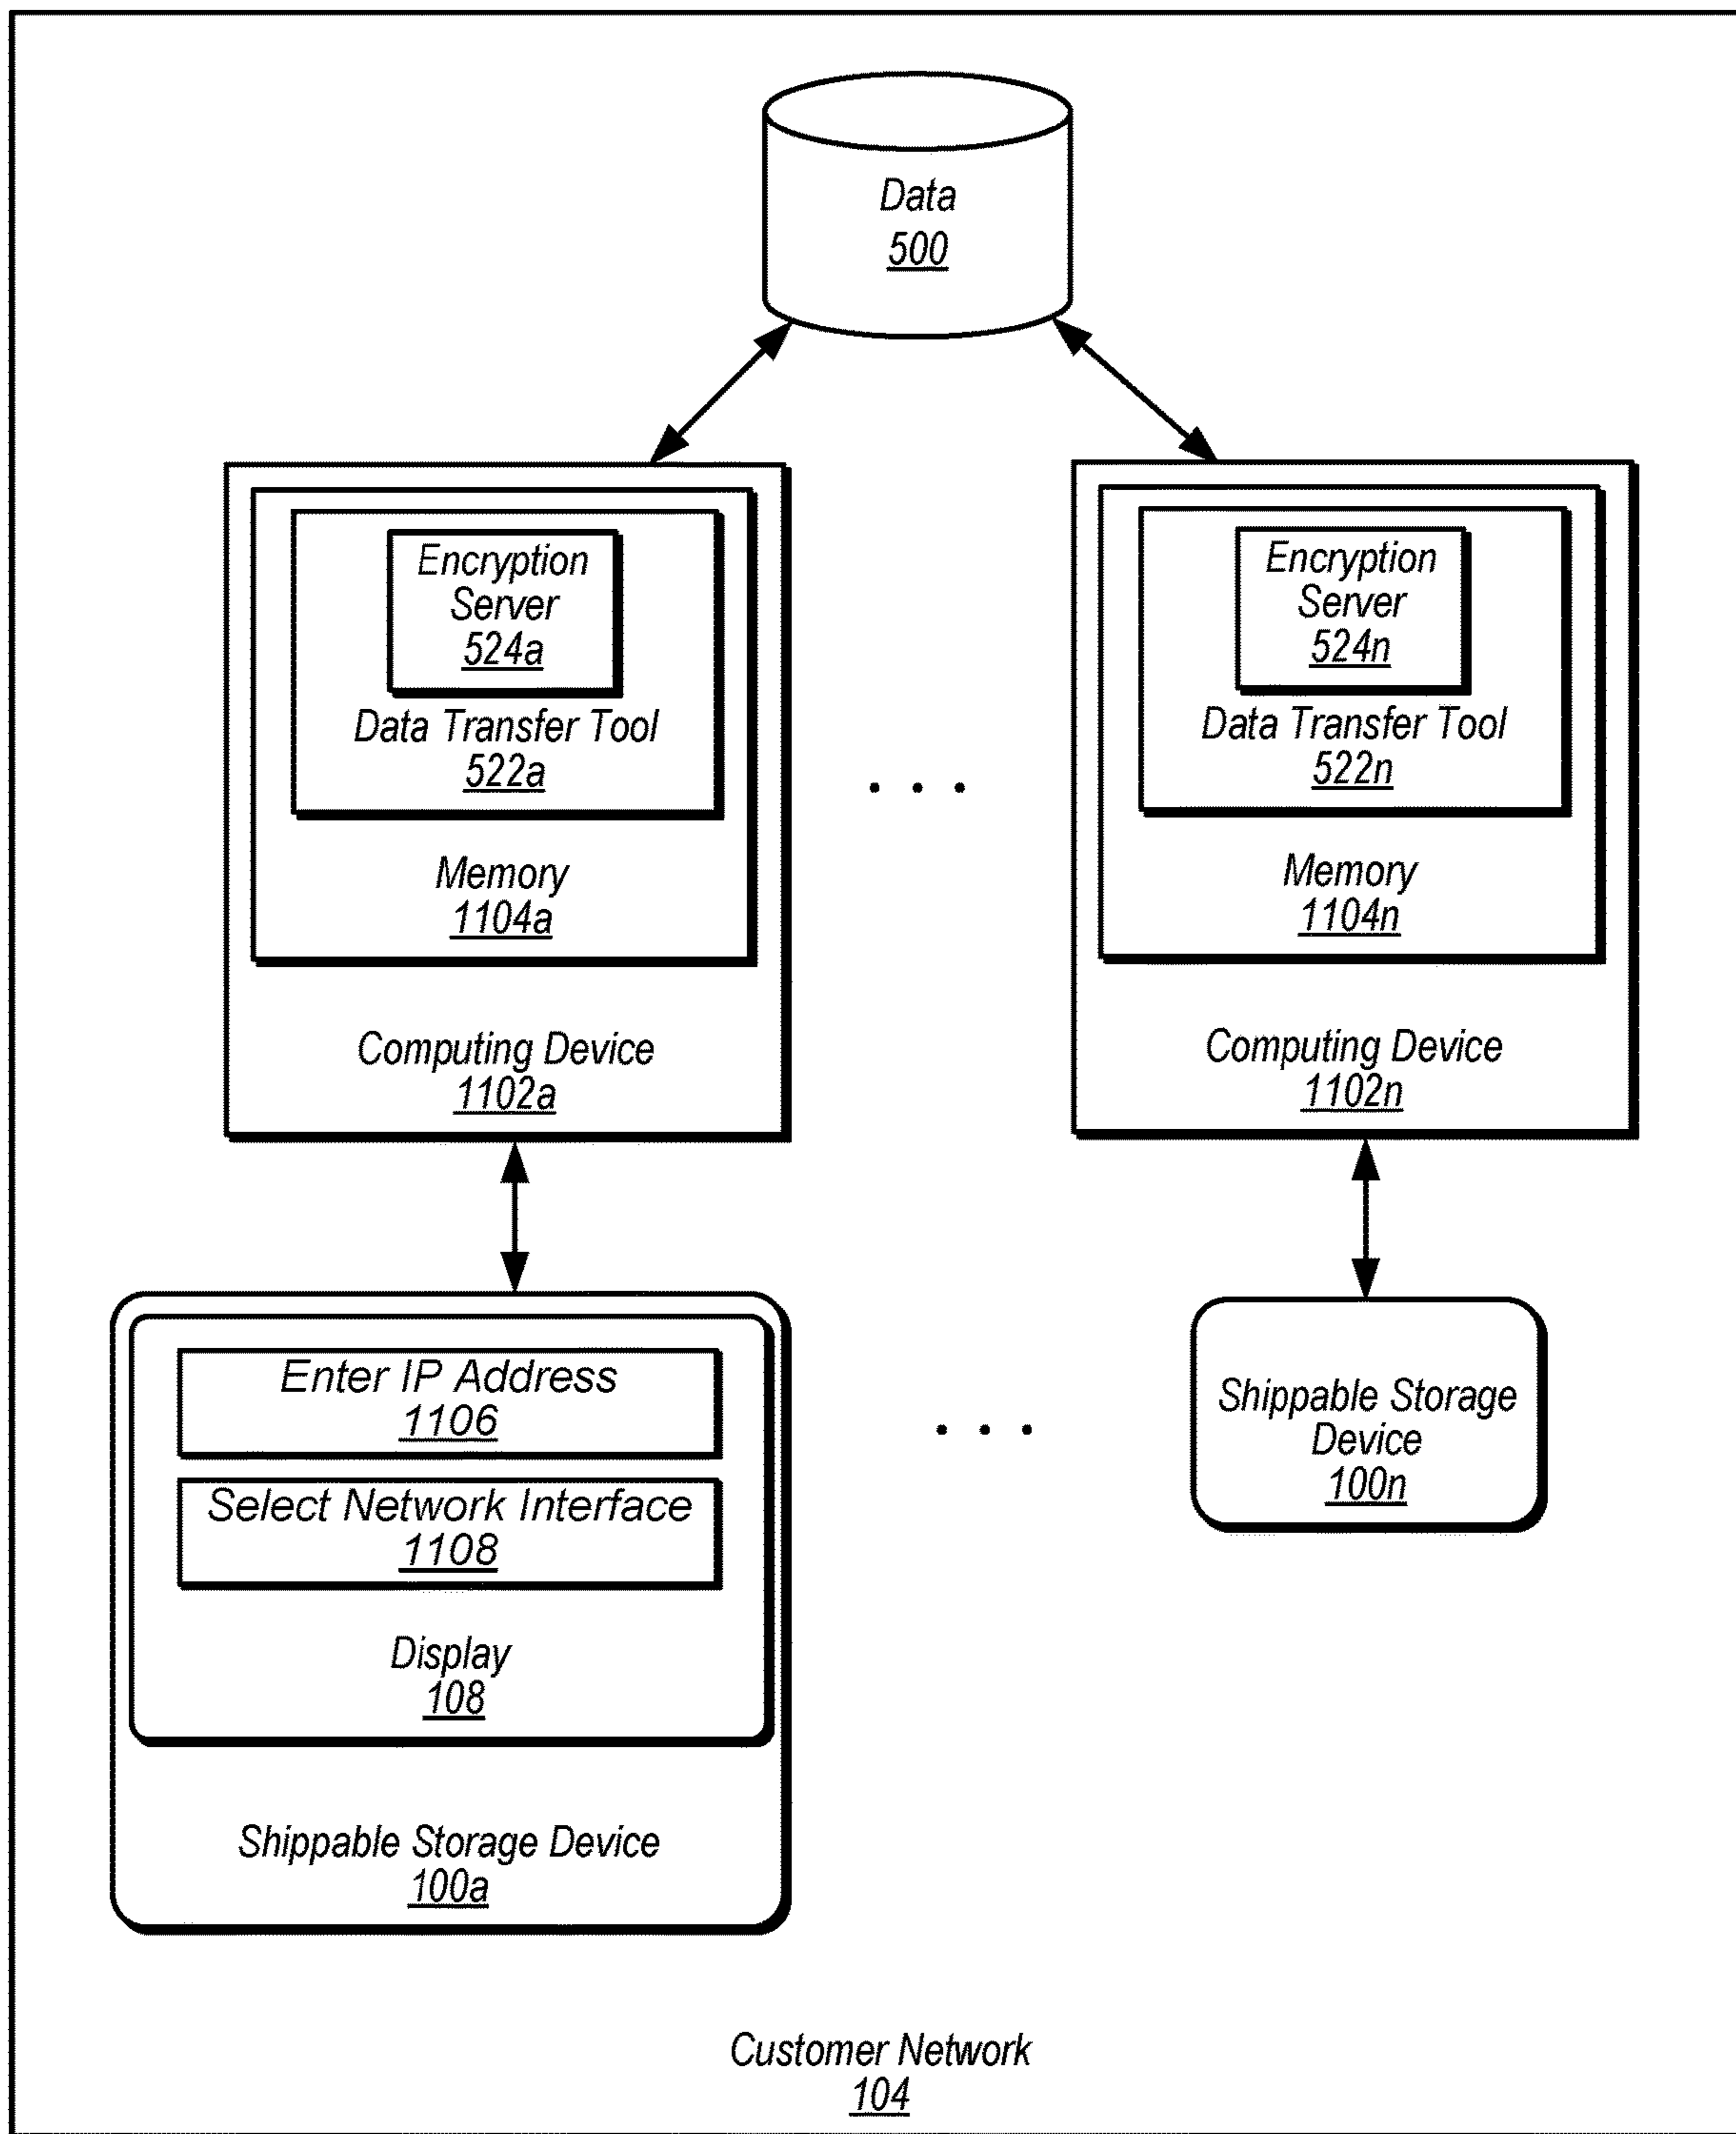 Data
500
Encryption
Server
524a
Data Transfer Tool
522a
Memory
1104a
Computing Device
1102a
. . .
Encryption
Server
524n
Data Transfer Tool
522n
Memory
1104n
Computing Device
1102n
Enter IP Address
1106
Select Network Interface
1108
Display
108
Shippable Storage Device
100a
. . .
Shippable Storage
Device
100n
Customer Network
104